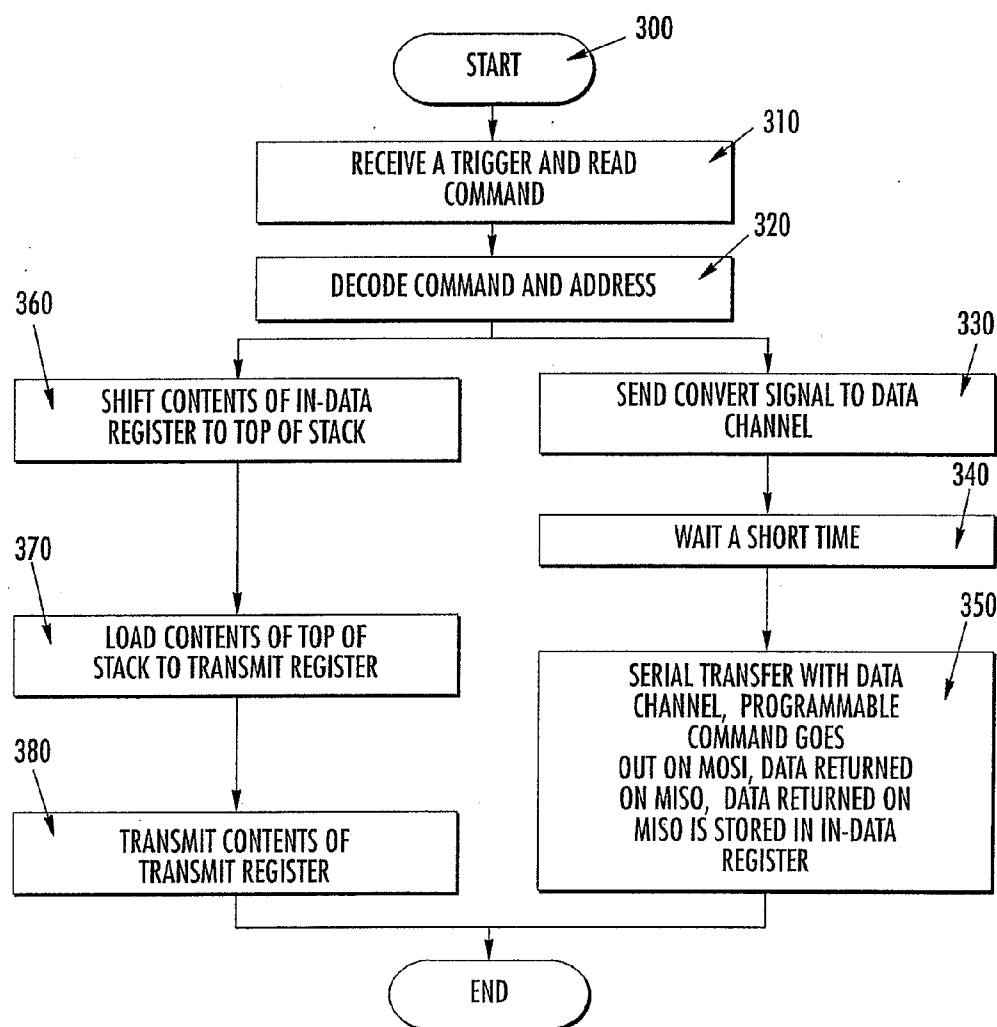 300
START
310
RECEIVE A TRIGGER AND READ
COMMAND
320
DECODE COMMAND AND ADDRESS
360
SHIFT CONTENTS OF IN-DATA
REGISTER TO TOP OF STACK
330
SEND CONVERT SIGNAL TO DATA
CHANNEL
340
WAIT A SHORT TIME
370
LOAD CONTENTS OF TOP OF
STACK TO TRANSMIT REGISTER
350
SERIAL TRANSFER WITH DATA
CHANNEL, PROGRAMMABLE
COMMAND GOES
OUT ON MOSI, DATA RETURNED
ON MISO, DATA RETURNED ON
MISO IS STORED IN IN-DATA
REGISTER
380
TRANSMIT CONTENTS OF
TRANSMIT REGISTER
END